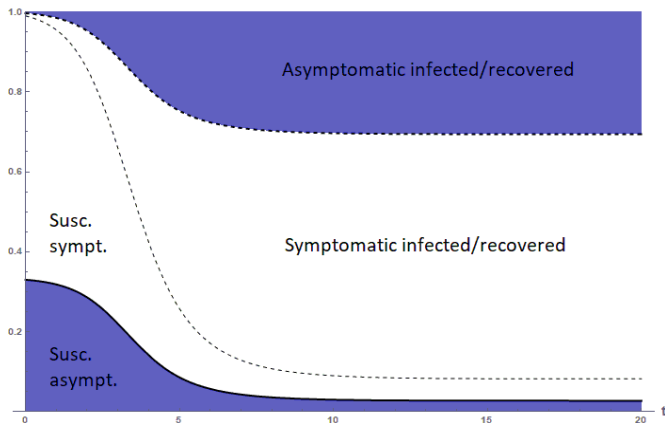 1.0
Asymptomatic infected/recovered
0.8
0.6
Susc.
sympt.
Symptomatic infected/recovered
0.4
0.2
Susc.
asympt.
0
5
10
15
20
t